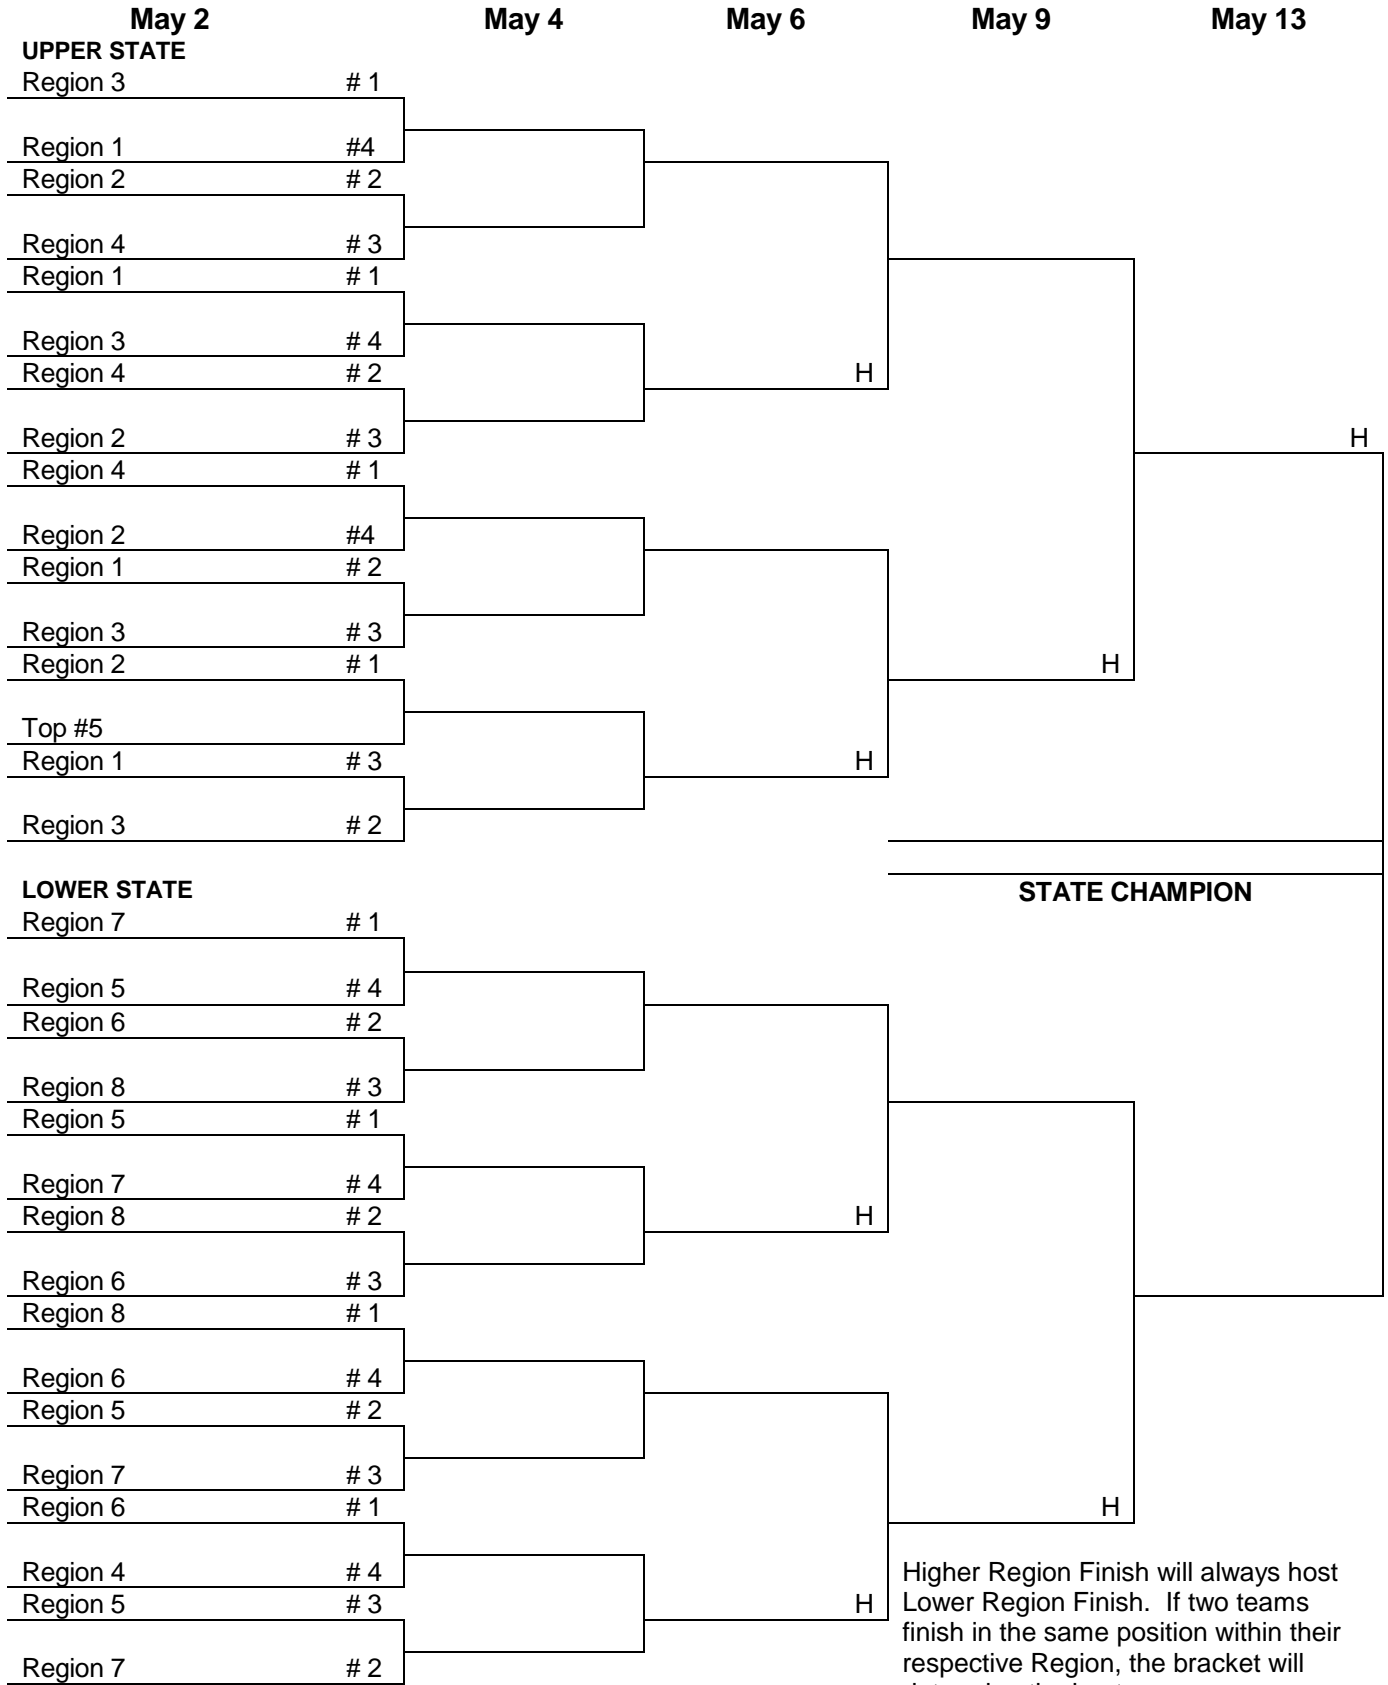 May 2 May 4 May 6 May 9 May 13
UPPER STATE
Region 3 # 1
Region 1 #4
Region 2 # 2
Region 4 # 3
Region 1 # 1
Region 3 # 4
Region 4 # 2 H
Region 2 # 3 H
Region 4 # 1
Region 2 #4
Region 1 # 2
Region 3 # 3
Region 2 # 1 H
Top #5
Region 1 # 3 H
Region 3 # 2
LOWER STATE STATE CHAMPION
Region 7 # 1
Region 5 # 4
Region 6 # 2
Region 8 # 3
Region 5 # 1
Region 7 # 4
Region 8 # 2 H
Region 6 # 3
Region 8 # 1
Region 6 # 4
Region 5 # 2
Region 7 # 3
Region 6 # 1 H
Region 4 # 4 Higher Region Finish will always host
Region 5 # 3 H Lower Region Finish. If two teams
finish in the same position within their
Region 7 # 2 respective Region, the bracket will